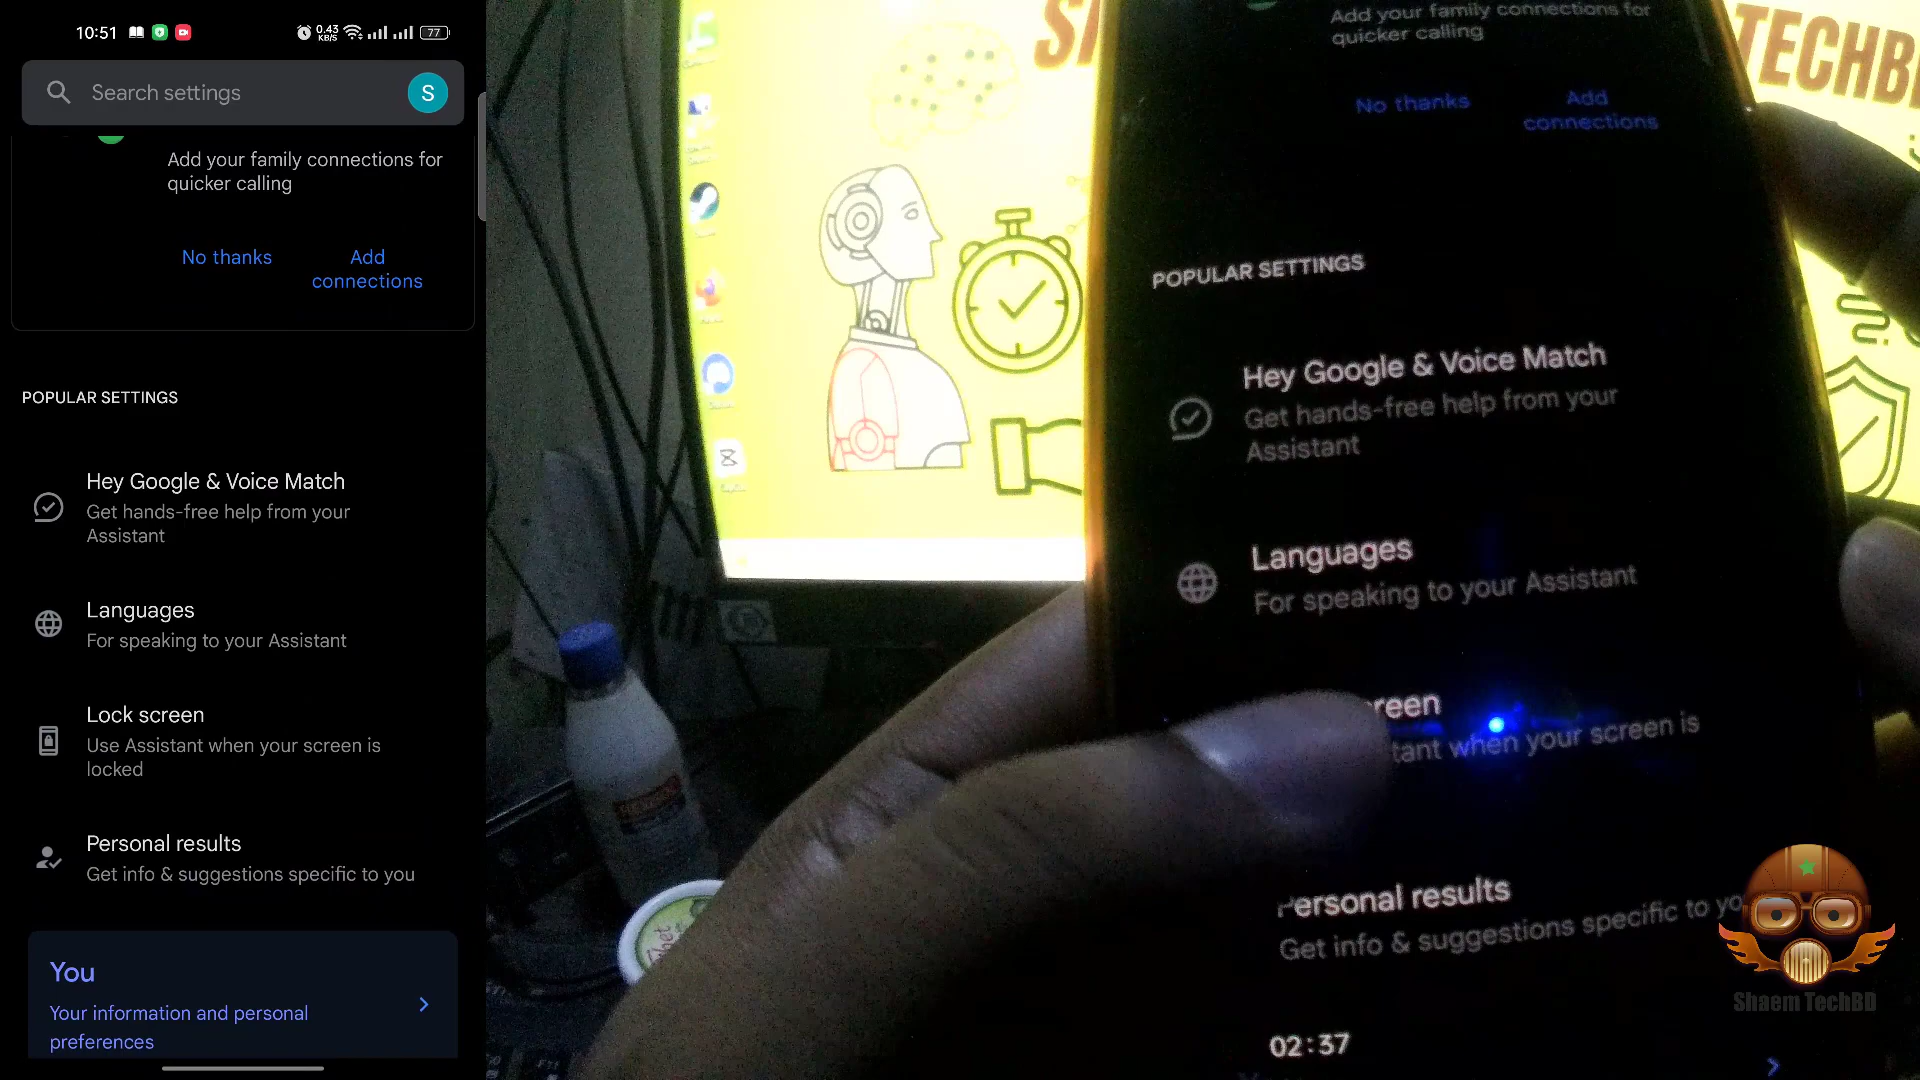 10:51
0.43
KB/S
77
Search settings
S
Add your family connections for
quicker calling
No thanks
Add
connections
POPULAR SETTINGS
Hey Google & Voice Match
Get hands-free help from your
Assistant
Languages
For speaking to your Assistant
Lock screen
Use Assistant when your screen is
locked
Personal results
Get info & suggestions specific to you
You
Your information and personal
preferences
TECHB
Add your family connections for
quicker calling
No thanks
Add
connections
POPULAR SETTINGS
Hey Google & Voice Match
Get hands-free help from your
Assistant
Languages
For speaking to your Assistant
reen
tant when your screen is
Personal results
Get info & suggestions specific to yo
02:37
Shaem TechBD